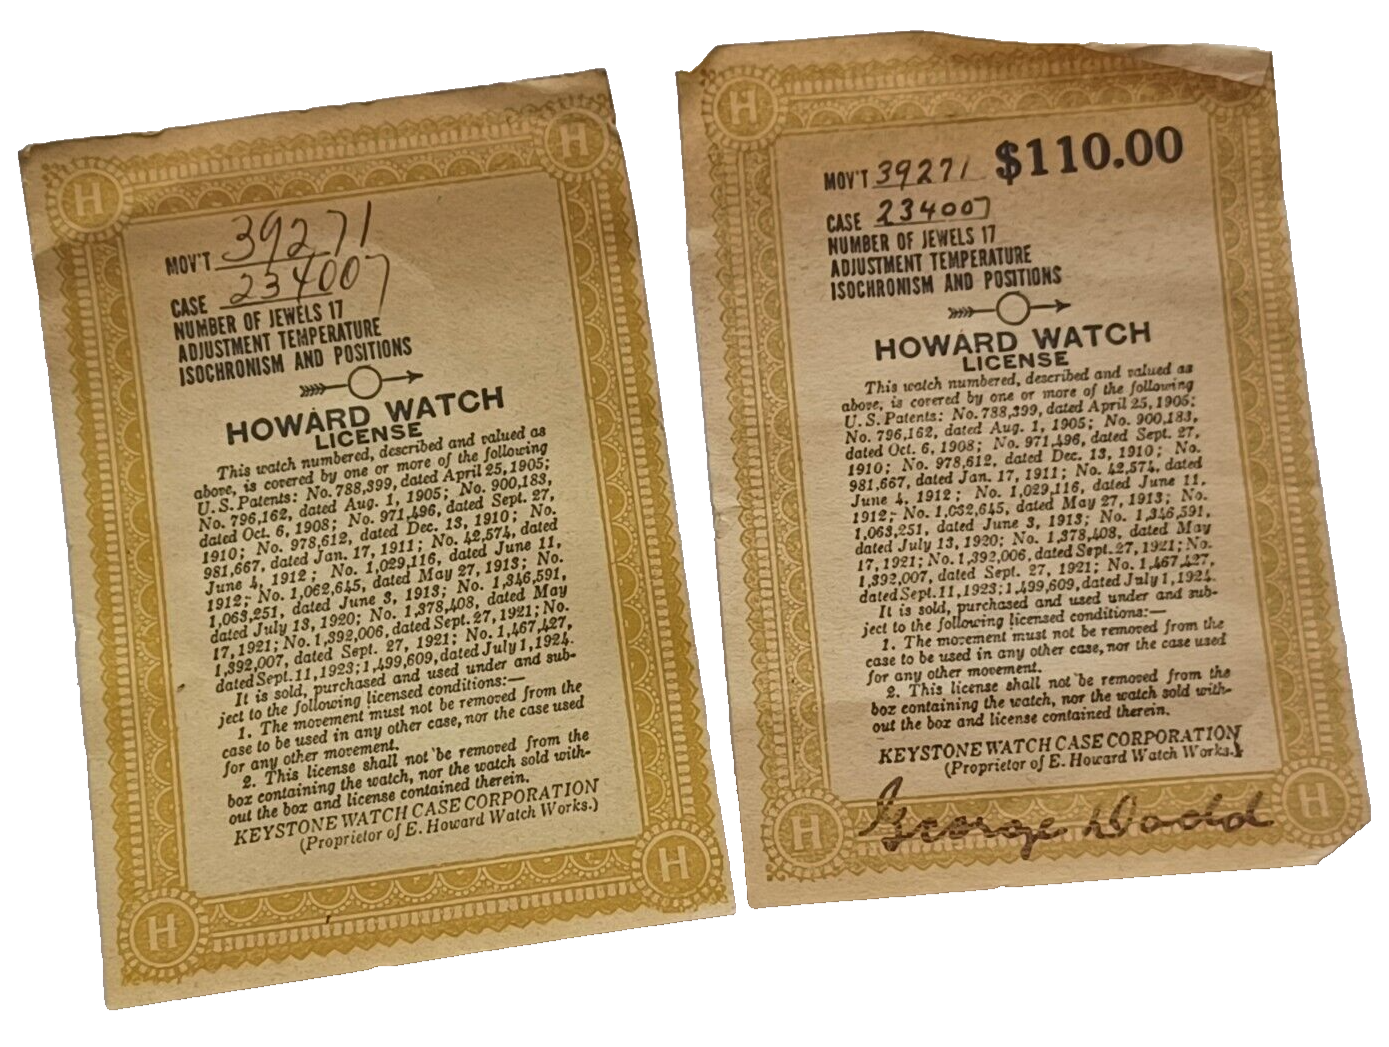 H H
MOV'T 39271
CASE 234007
NUMBER OF JEWELS 17
ADJUSTMENT TEMPERATURE
ISOCHRONISM AND POSITIONS
HOWARD WATCH
LICENSE
This watch numbered, described and valued as
above, is covered by one or more of the following
U.S. Patents: No. 788,399, dated April 25, 1905;
No. 796,162, dated Aug. 1, 1905; No. 900,183,
dated Oct. 6, 1908; No. 971,496, dated Sept. 27,
1910; No. 978,612, dated Dec. 13, 1910; No.
981,667, dated Jan. 17, 1911; No. 42,574, dated
June 4, 1912; No. 1,029,116, dated June 11,
1912; No. 1,062,645, dated May 27, 1913; No.
1,063,251, dated June 3, 1913; No. 1,346,591,
dated July 13, 1920; No. 1,378,408, dated May
17, 1921; No. 1,392,006, dated Sept. 27, 1921; No.
1,392,007, dated Sept. 27, 1921; No. 1,467,427,
dated Sept. 11, 1923; 1,499,609, dated July 1, 1924.
It is sold, purchased and used under and sub-
ject to the following licensed conditions:—
1. The movement must not be removed from the
case to be used in any other case, nor the case used
for any other movement.
2. This license shall not be removed from the
box containing the watch, nor the watch sold with-
out the box and license contained therein.
KEYSTONE WATCH CASE CORPORATION
(Proprietor of E. Howard Watch Works.)
H H
H
MOV'T 39271 $110.00
CASE 234007
NUMBER OF JEWELS 17
ADJUSTMENT TEMPERATURE
ISOCHRONISM AND POSITIONS
HOWARD WATCH
LICENSE
This watch numbered, described and valued as
above, is covered by one or more of the following
U.S. Patents: No. 788,399, dated April 25, 1905;
No. 796,162, dated Aug. 1, 1905; No. 900,183,
dated Oct. 6, 1908; No. 971,496, dated Sept. 27,
1910; No. 978,612, dated Dec. 13, 1910; No.
981,667, dated Jan. 17, 1911; No. 42,574, dated
June 4, 1912; No. 1,029,116, dated June 11,
1912; No. 1,062,645, dated May 27, 1913; No.
1,063,251, dated June 3, 1913; No. 1,346,591,
dated July 13, 1920; No. 1,378,408, dated May
17, 1921; No. 1,392,006, dated Sept. 27, 1921; No.
1,392,007, dated Sept. 27, 1921; No. 1,467,427,
dated Sept. 11, 1923; 1,499,609, dated July 1, 1924.
It is sold, purchased and used under and sub-
ject to the following licensed conditions:—
1. The movement must not be removed from the
case to be used in any other case, nor the case used
for any other movement.
2. This license shall not be removed from the
box containing the watch, nor the watch sold with-
out the box and license contained therein.
KEYSTONE WATCH CASE CORPORATION
(Proprietor of E. Howard Watch Works.)
H George Dodd H